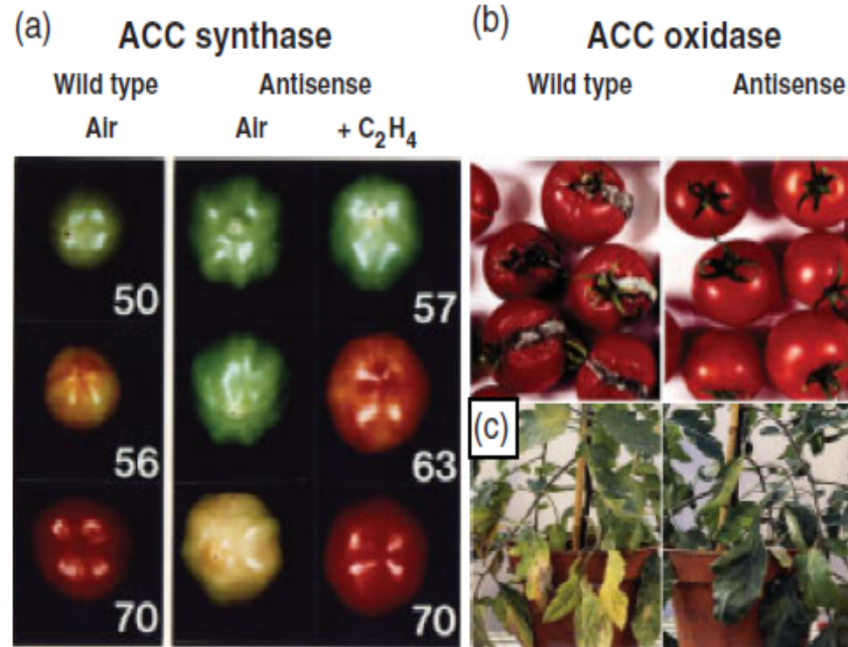 (a) ACC synthase
Wild type Antisense
Air Air + C2H4
50 57
56 63
70 70
(b) ACC oxidase
Wild type Antisense
(c)